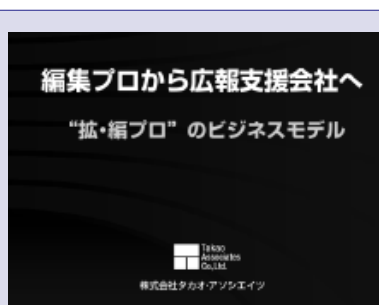 編集プロから広報支援会社へ
“拡・編プロ”のビジネスモデル
Takao
Associates
Co,Ltd.
株式会社タカオ・アソシエイツ